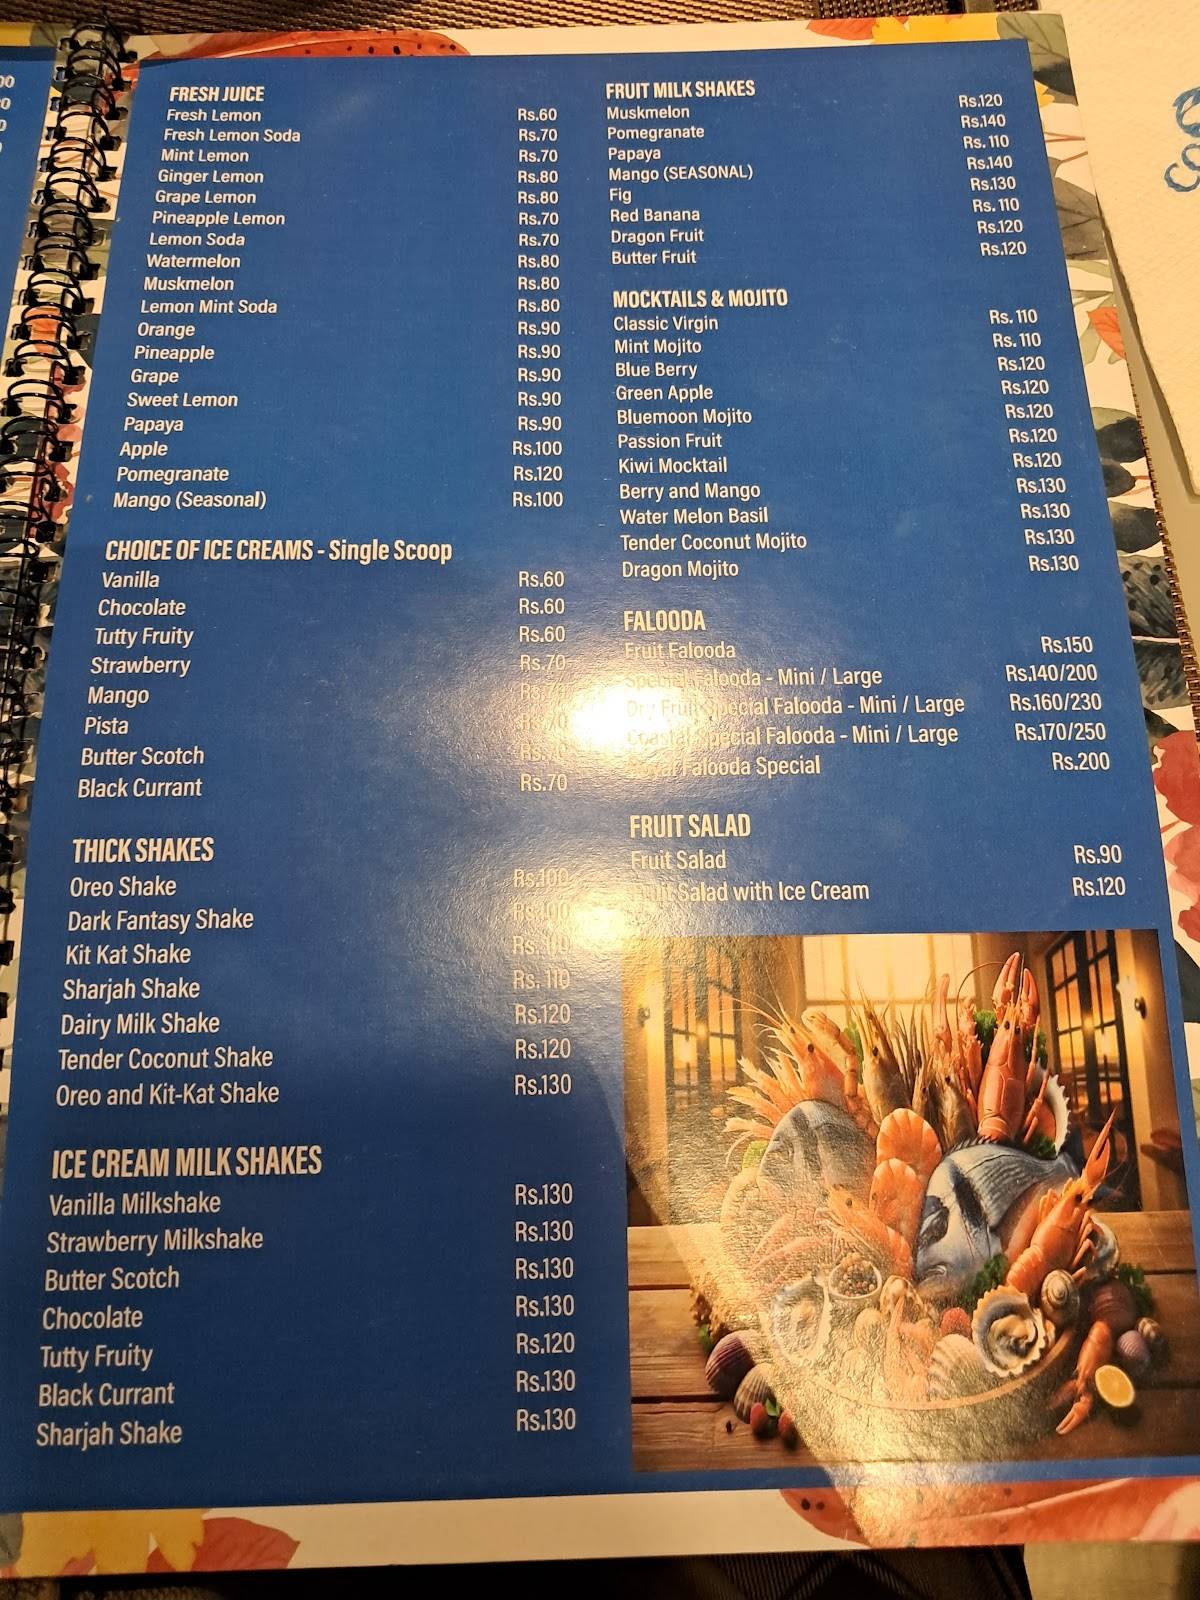 FRESH JUICE
Fresh Lemon Rs.60
Fresh Lemon Soda Rs.70
Mint Lemon Rs.70
Ginger Lemon Rs.80
Grape Lemon Rs.80
Pineapple Lemon Rs.70
Lemon Soda Rs.70
Watermelon Rs.80
Muskmelon Rs.80
Lemon Mint Soda Rs.80
Orange Rs.90
Pineapple Rs.90
Grape Rs.90
Sweet Lemon Rs.90
Papaya Rs.90
Apple Rs.100
Pomegranate Rs.120
Mango (Seasonal) Rs.100
CHOICE OF ICE CREAMS - Single Scoop
Vanilla Rs.60
Chocolate Rs.60
Tutty Fruity Rs.60
Strawberry Rs.70
Mango
Pista
Butter Scotch
Black Currant Rs.70
THICK SHAKES
Oreo Shake Rs.100
Dark Fantasy Shake Rs.100
Kit Kat Shake Rs.110
Sharjah Shake Rs. 110
Dairy Milk Shake Rs.120
Tender Coconut Shake Rs.120
Oreo and Kit-Kat Shake Rs.130
ICE CREAM MILK SHAKES
Vanilla Milkshake Rs.130
Strawberry Milkshake Rs.130
Butter Scotch Rs.130
Chocolate Rs.130
Tutty Fruity Rs.120
Black Currant Rs.130
Sharjah Shake Rs.130
FRUIT MILK SHAKES
Muskmelon Rs.120
Pomegranate Rs.140
Papaya Rs. 110
Mango (SEASONAL) Rs.140
Fig Rs.130
Red Banana Rs. 110
Dragon Fruit Rs.120
Butter Fruit Rs.120
MOCKTAILS & MOJITO
Classic Virgin Rs. 110
Mint Mojito Rs. 110
Blue Berry Rs.120
Green Apple Rs.120
Bluemoon Mojito Rs.120
Passion Fruit Rs.120
Kiwi Mocktail Rs.120
Berry and Mango Rs.130
Water Melon Basil Rs.130
Tender Coconut Mojito Rs.130
Dragon Mojito Rs.130
FALOODA
Fruit Falooda Rs.150
Special Falooda - Mini / Large Rs.140/200
Dry Fruit Special Falooda - Mini / Large Rs.160/230
Coastal Special Falooda - Mini / Large Rs.170/250
Royal Falooda Special Rs.200
FRUIT SALAD
Fruit Salad Rs.90
Fruit Salad with Ice Cream Rs.120